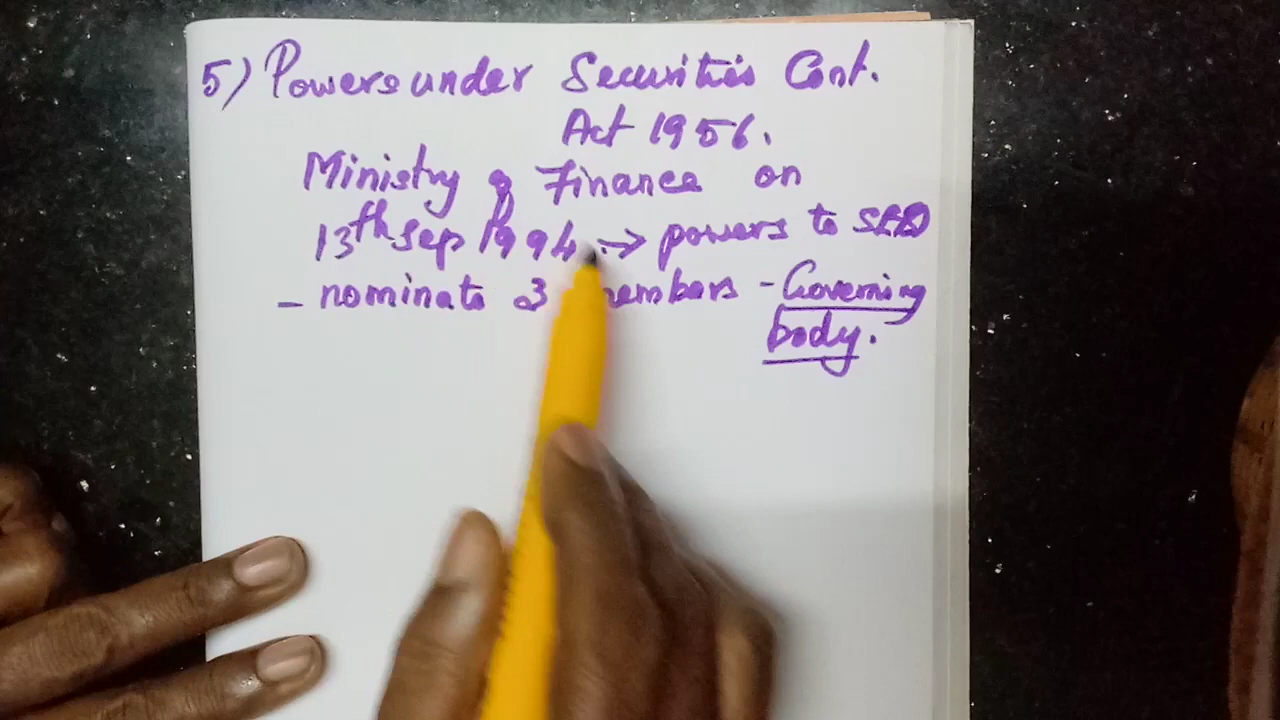 5) Powers under Securities Cont.
Act 1956.
Ministry of Finance on
13th Sep 1994. → powers to SEBI
- nominate 3 members - Governing
body.